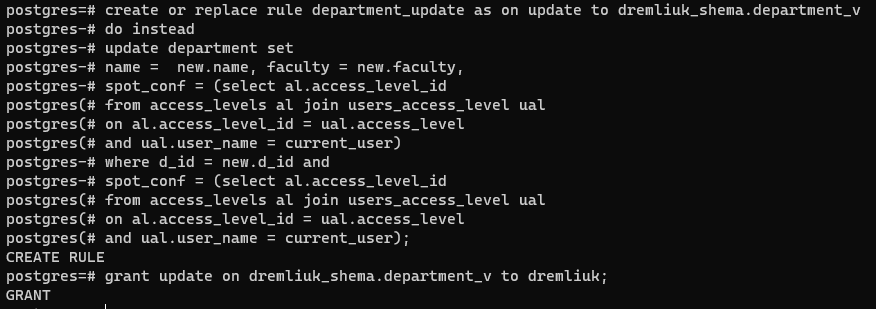 postgres=# create or replace rule department_update as on update to dremliuk_shema.department_v
postgres-# do instead
postgres-# update department set
postgres-# name =  new.name, faculty = new.faculty,
postgres-# spot_conf = (select al.access_level_id
postgres(# from access_levels al join users_access_level ual
postgres(# on al.access_level_id = ual.access_level
postgres(# and ual.user_name = current_user)
postgres-# where d_id = new.d_id and
postgres-# spot_conf = (select al.access_level_id
postgres(# from access_levels al join users_access_level ual
postgres(# on al.access_level_id = ual.access_level
postgres(# and ual.user_name = current_user);
CREATE RULE
postgres=# grant update on dremliuk_shema.department_v to dremliuk;
GRANT